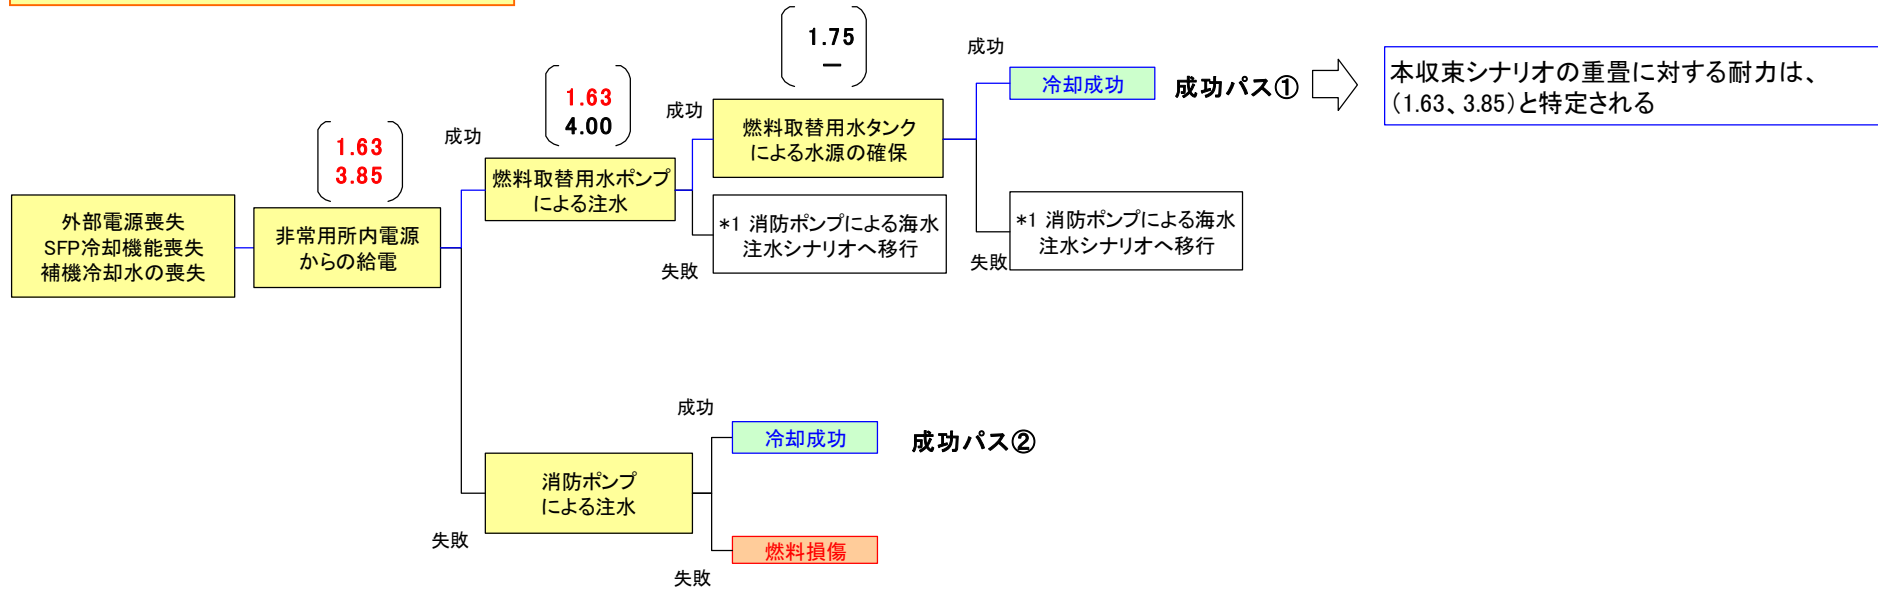 外部電源喪失
SFP冷却機能喪失
補機冷却水の喪失
1.63
3.85
非常用所内電源
からの給電
成功
失敗
1.63
4.00
燃料取替用水ポンプ
による注水
成功
失敗
1.75
－
燃料取替用水タンク
による水源の確保
*1 消防ポンプによる海水
注水シナリオへ移行
成功
冷却成功
成功パス①
本収束シナリオの重畳に対する耐力は、
(1.63、3.85)と特定される
*1 消防ポンプによる海水
注水シナリオへ移行
失敗
消防ポンプ
による注水
成功
冷却成功
成功パス②
燃料損傷
失敗